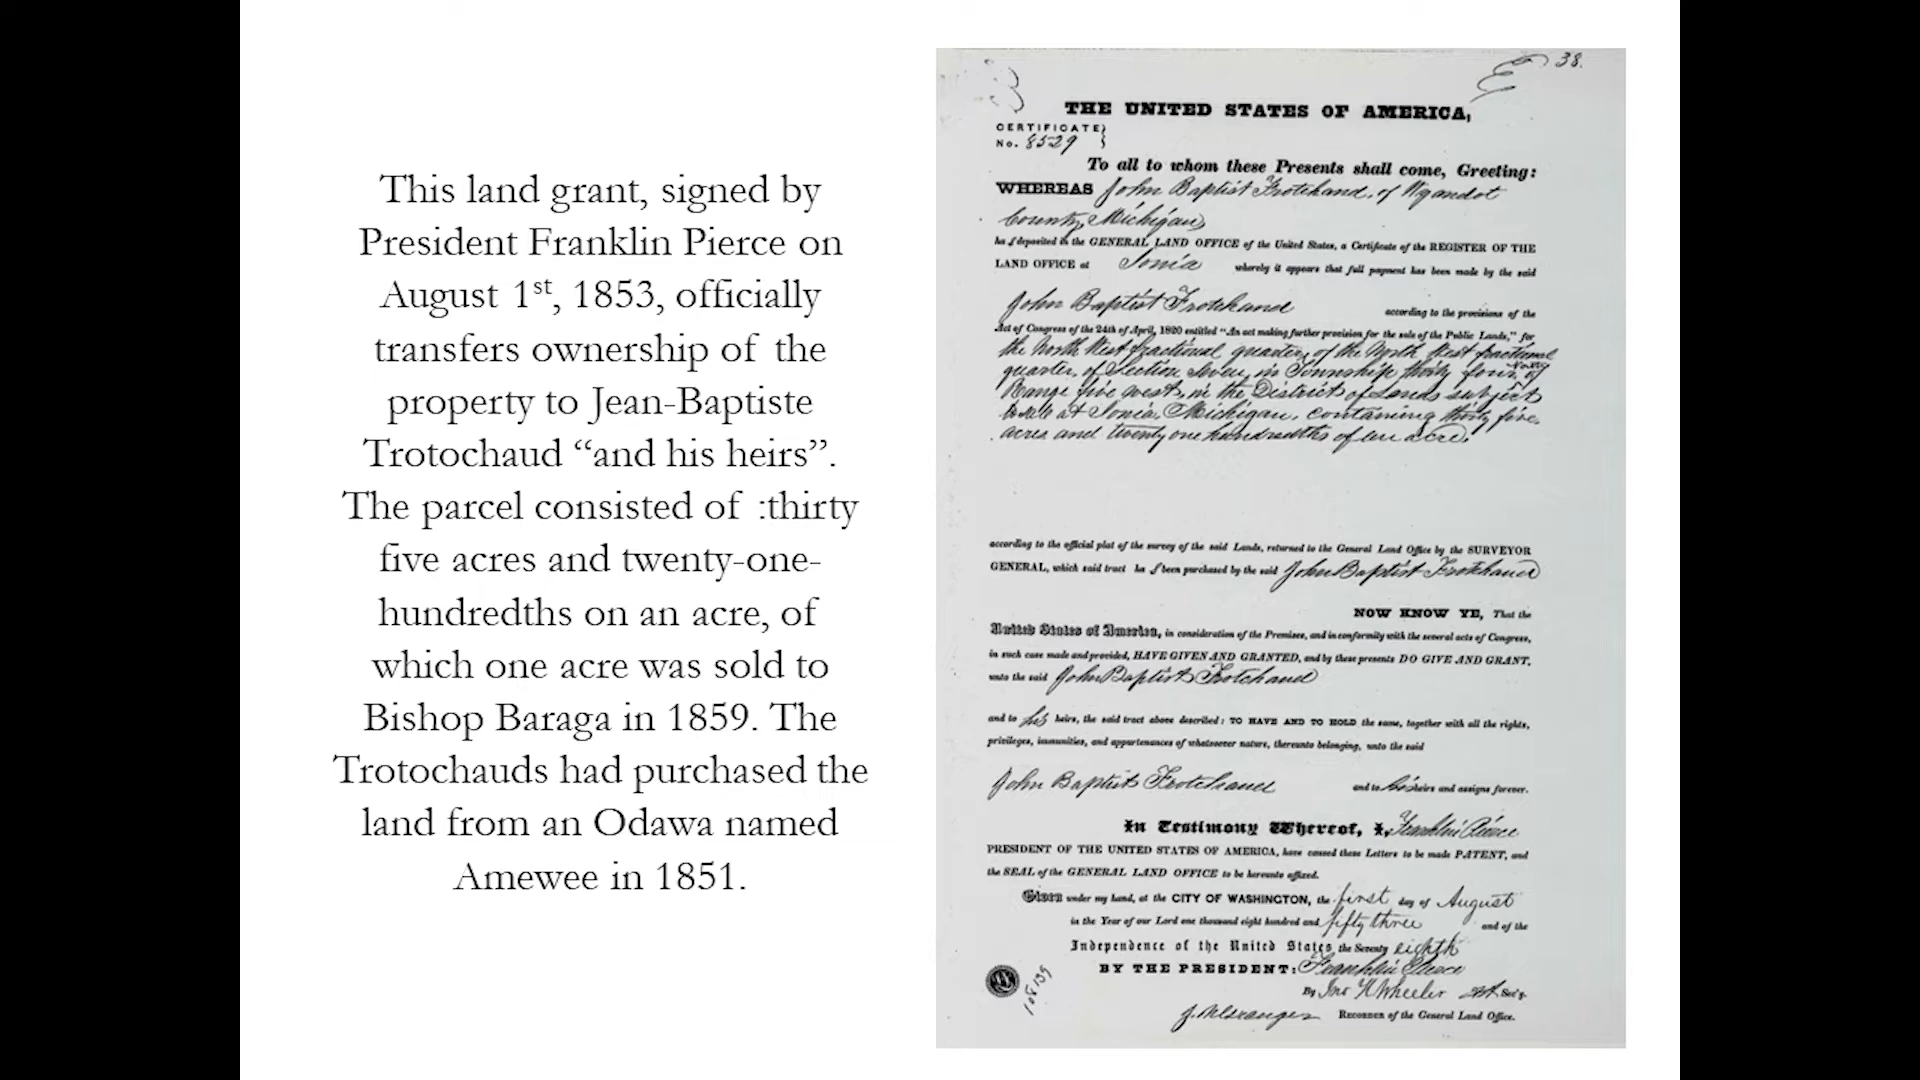 This land grant, signed by
President Franklin Pierce on
August 1st, 1853, officially
transfers ownership of the
property to Jean-Baptiste
Trotochaud “and his heirs”.
The parcel consisted of :thirty
five acres and twenty-one-
hundredths on an acre, of
which one acre was sold to
Bishop Baraga in 1859. The
Trotochauds had purchased the
land from an Odawa named
Amewee in 1851.
38.
THE UNITED STATES OF AMERICA,
CERTIFICATE
No. 8529
To all to whom these Presents shall come, Greeting:
WHEREAS John Baptist Trotchaud, of Wyandot
County, Michigan
ha s deposited in the GENERAL LAND OFFICE of the United States, a Certificate of the REGISTER OF THE
LAND OFFICE at Ionia whereby it appears that full payment has been made by the said
John Baptist Trotchaud according to the provisions of the
Act of Congress of the 24th of April, 1820 entitled “An act making further provision for the sale of the Public Lands,” for
the North West fractional quarter, of the North West fractional
quarter, of Section Seven, in Township thirty four, North, of
Range five west, in the District of Lands subject
to sale at Ionia, Michigan, containing thirty five
acres and twenty one hundredths of an acre,
according to the official plat of the survey of the said Lands, returned to the General Land Office by the SURVEYOR
GENERAL, which said tract ha s been purchased by the said John Baptist Trotchaud
NOW KNOW YE, That the
United States of America, in consideration of the Premises, and in conformity with the several acts of Congress,
in such case made and provided, HAVE GIVEN AND GRANTED, and by these presents DO GIVE AND GRANT,
unto the said John Baptist Trotchaud
and to his heirs, the said tract above described: TO HAVE AND TO HOLD the same, together with all the rights,
privileges, immunities, and appurtenances of whatsoever nature, thereunto belonging, unto the said
John Baptist Trotchaud and to his heirs and assigns forever.
In Testimony Whereof, I, Franklin Pierce
PRESIDENT OF THE UNITED STATES OF AMERICA, have caused these Letters to be made PATENT, and
the SEAL of the GENERAL LAND OFFICE to be hereunto affixed.
Given under my hand, at the CITY OF WASHINGTON, the first day of August
in the Year of our Lord one thousand eight hundred and fifty three and of the
Independence of the United States the Seventy eighth
BY THE PRESIDENT: Franklin Pierce
By Jno H Wheeler Asst Sec'y.
RECORDER of the General Land Office.
108139